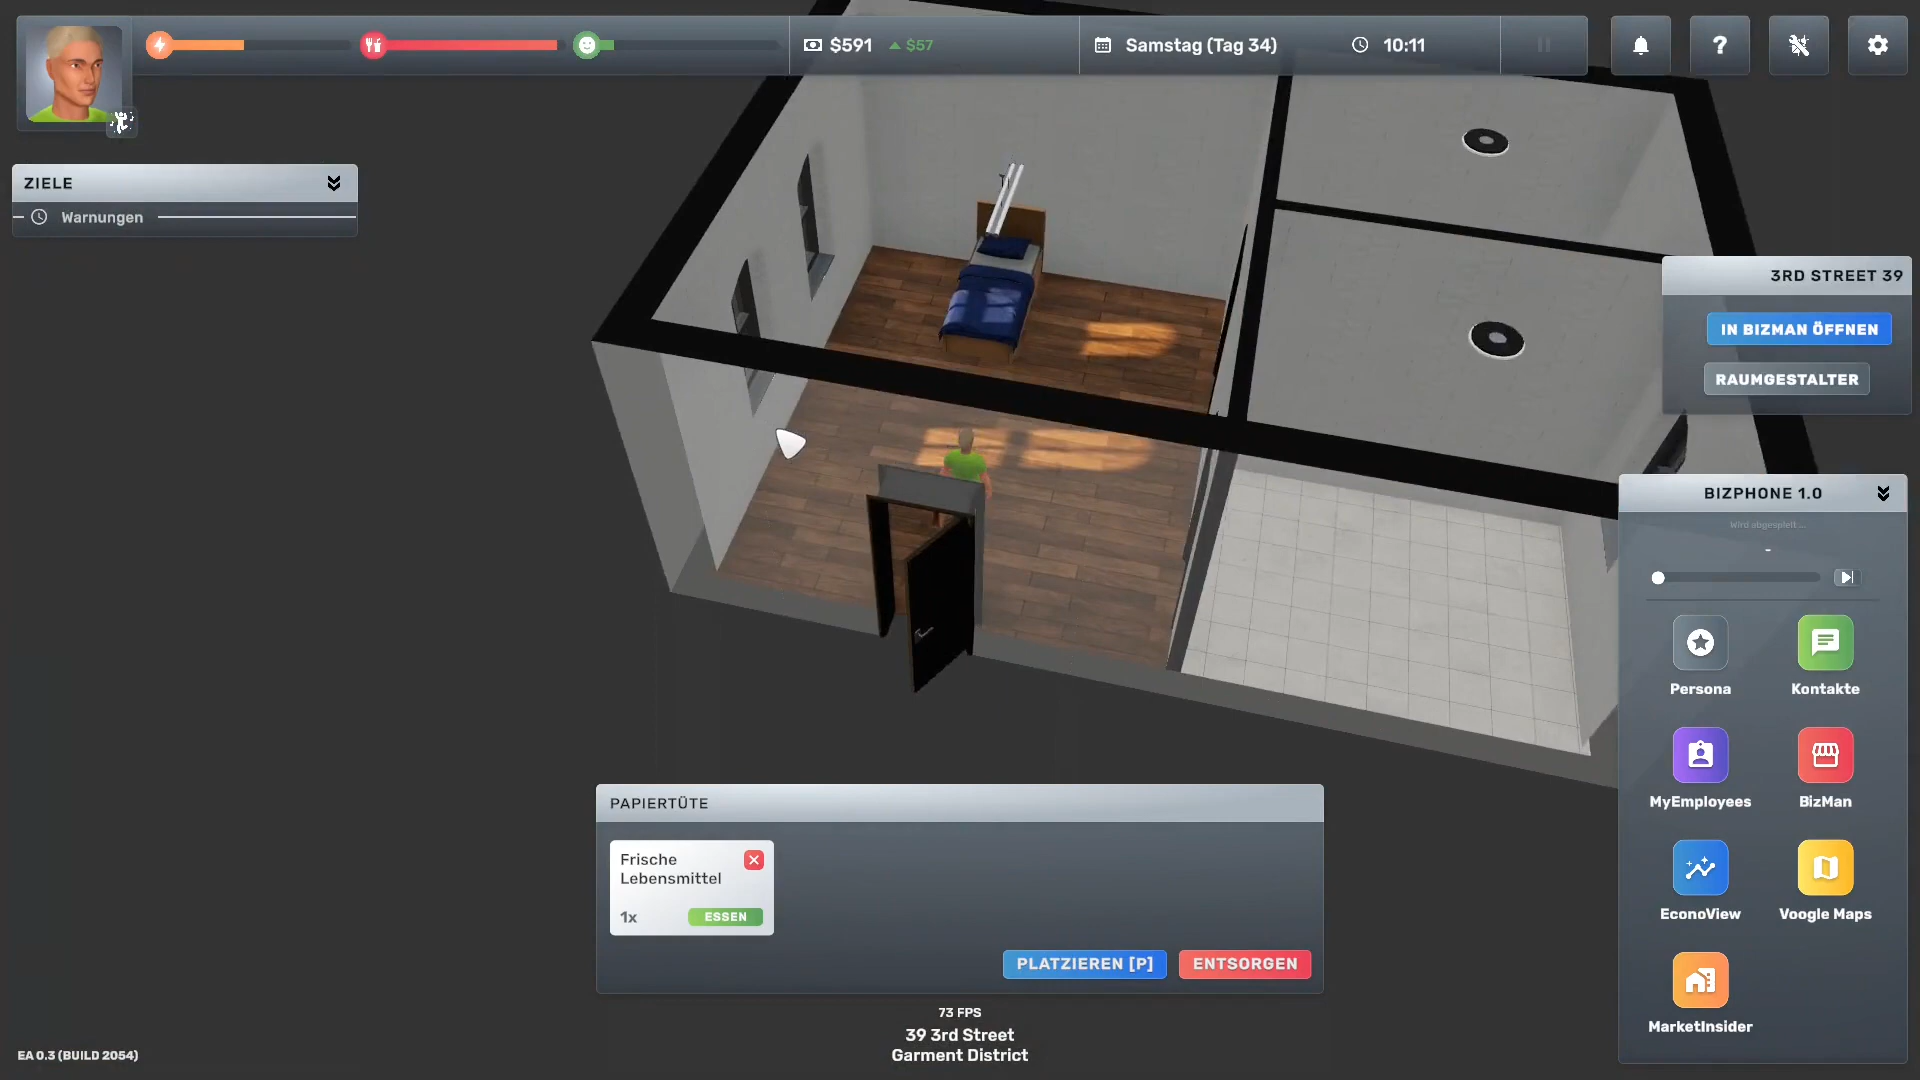 $591
$57
Samstag (Tag 34)
10:11
?
ZIELE
Warnungen
3RD STREET 39
IN BIZMAN ÖFFNEN
RAUMGESTALTER
BIZPHONE 1.0
Wird abgespielt ...
-
Persona
Kontakte
MyEmployees
BizMan
EconoView
Voogle Maps
MarketInsider
PAPIERTÜTE
Frische
Lebensmittel
1x
ESSEN
PLATZIEREN [P]
ENTSORGEN
73 FPS
39 3rd Street
Garment District
EA 0.3 (BUILD 2054)